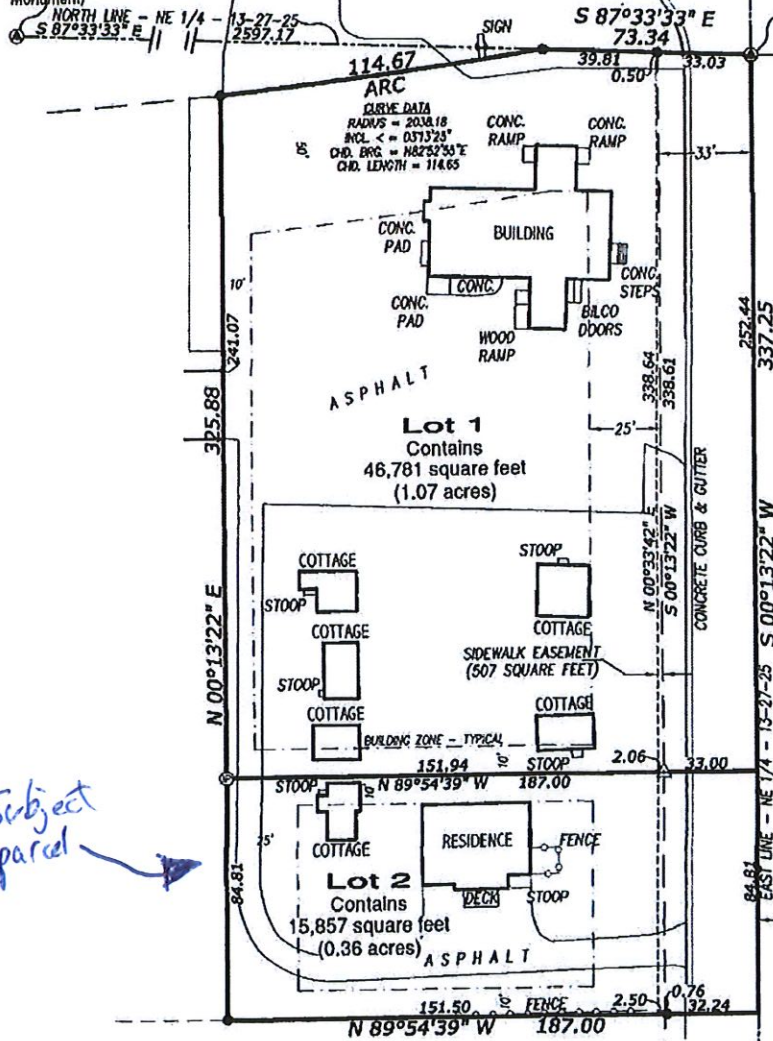 monument)
NORTH LINE - NE 1/4 - 13-27-25
S 87°33'33" E
2597.17
SIGN
S 87°33'33" E
73.34
114.67
ARC
39.81
0.50'
33.03
CURVE DATA
RADIUS = 2038.18
INCL. < = 03°13'25"
CHD. BRG. = N82°52'55"E
CHD. LENGTH = 114.65
50'
CONC. RAMP
CONC. RAMP
33'
BUILDING
CONC. PAD
CONC. PAD
CONC.
CONC. STEPS
BILCO DOORS
WOOD RAMP
10'
241.07
325.88
252.44
337.25
338.64
338.61
ASPHALT
25'
Lot 1
Contains
46,781 square feet
(1.07 acres)
CONCRETE CURB & GUTTER
N 00°33'42" E
S 00°13'22" W
S 00°13'22" W
N 00°13'22" E
COTTAGE
STOOP
STOOP
COTTAGE
COTTAGE
STOOP
SIDEWALK EASEMENT
(507 SQUARE FEET)
COTTAGE
COTTAGE
BUILDING ZONE - TYPICAL
STOOP
151.94
10'
2.06
33.00
N 89°54'39" W
187.00
STOOP
10'
COTTAGE
Subject
parcel
84.81
25'
RESIDENCE
FENCE
DECK
STOOP
Lot 2
Contains
15,857 square feet
(0.36 acres)
ASPHALT
84.81
EAST LINE - NE 1/4 - 13-27-25
151.50
10'
FENCE
2.50
0.76
32.24
N 89°54'39" W
187.00